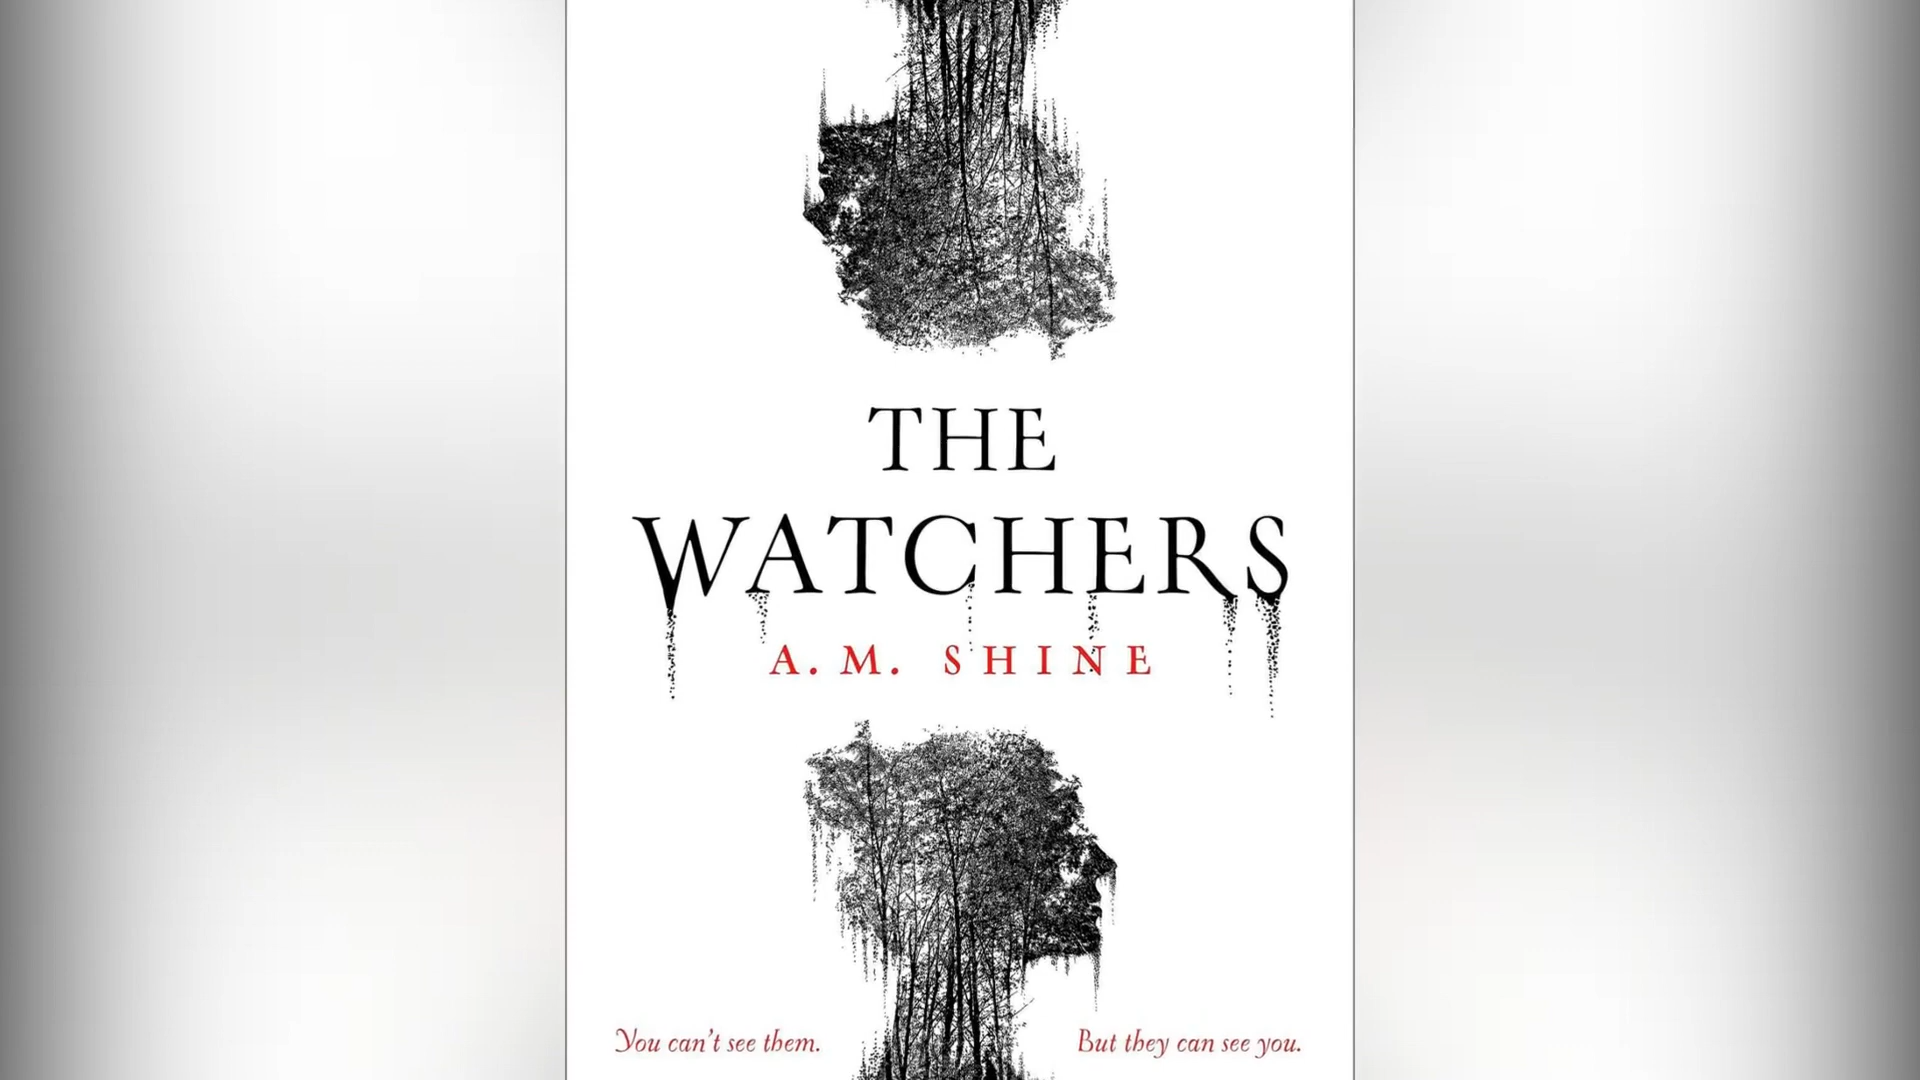 THE
WATCHERS
A. M. SHINE
You can't see them. But they can see you.